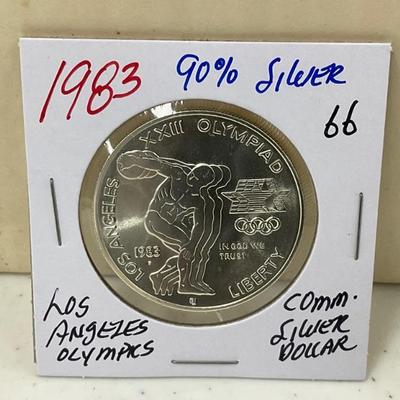 1983 90% SILVER
66
LOS ANGELES XXIII OLYMPIAD
1983
P
IN GOD WE
TRUST
LIBERTY
LOS
ANGELES
OLYMPICS
COMM.
SILVER
DOLLAR